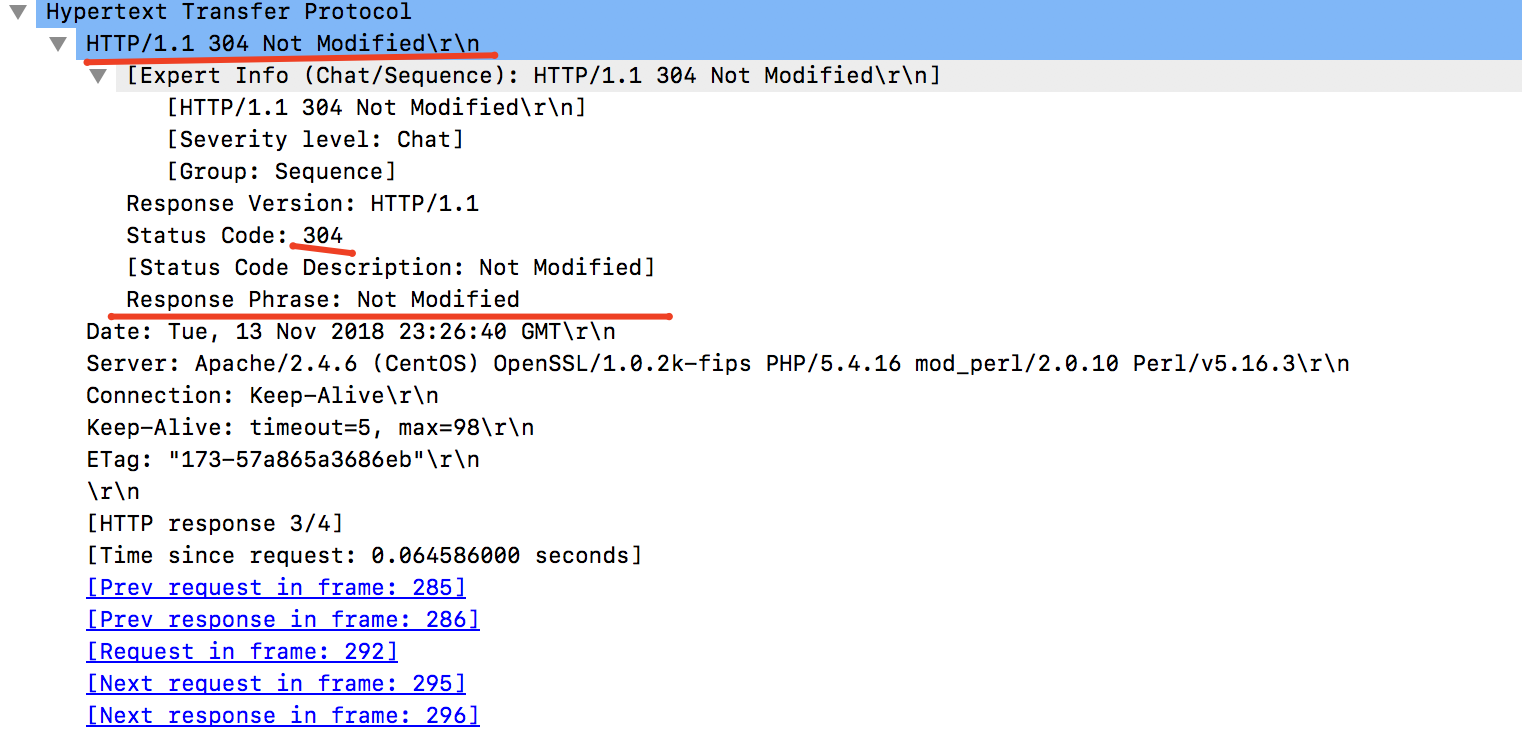 Hypertext Transfer Protocol
HTTP/1.1 304 Not Modified\r\n
[Expert Info (Chat/Sequence): HTTP/1.1 304 Not Modified\r\n]
[HTTP/1.1 304 Not Modified\r\n]
[Severity level: Chat]
[Group: Sequence]
Response Version: HTTP/1.1
Status Code: 304
[Status Code Description: Not Modified]
Response Phrase: Not Modified
Date: Tue, 13 Nov 2018 23:26:40 GMT\r\n
Server: Apache/2.4.6 (CentOS) OpenSSL/1.0.2k-fips PHP/5.4.16 mod_perl/2.0.10 Perl/v5.16.3\r\n
Connection: Keep-Alive\r\n
Keep-Alive: timeout=5, max=98\r\n
ETag: "173-57a865a3686eb"\r\n
\r\n
[HTTP response 3/4]
[Time since request: 0.064586000 seconds]
[Prev request in frame: 285]
[Prev response in frame: 286]
[Request in frame: 292]
[Next request in frame: 295]
[Next response in frame: 296]